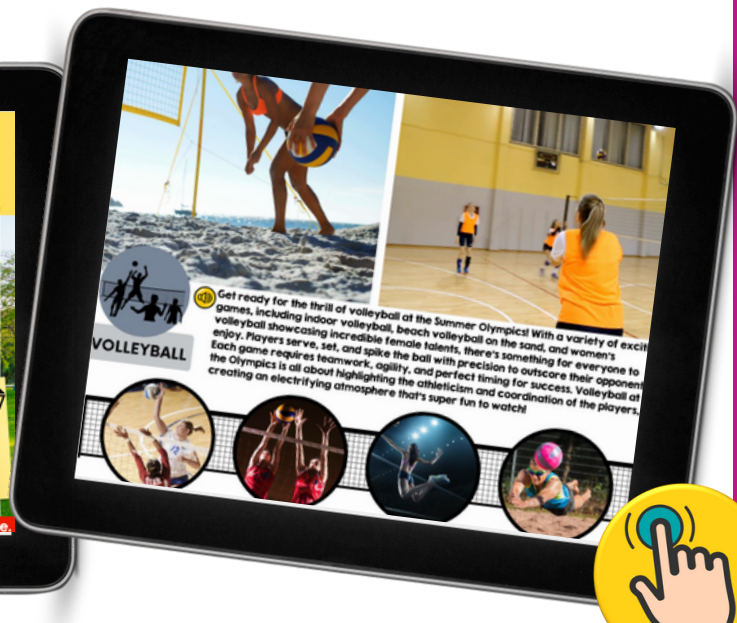 Get ready for the thrill of volleyball at the Summer Olympics! With a variety of excit
games, including indoor volleyball, beach volleyball on the sand, and women's
volleyball showcasing incredible female talents, there's something for everyone to
enjoy. Players serve, set, and spike the ball with precision to outscore their opponent
Each game requires teamwork, agility, and perfect timing for success. Volleyball at
the Olympics is all about highlighting the athleticism and coordination of the players,
creating an electrifying atmosphere that's super fun to watch!
VOLLEYBALL
e.